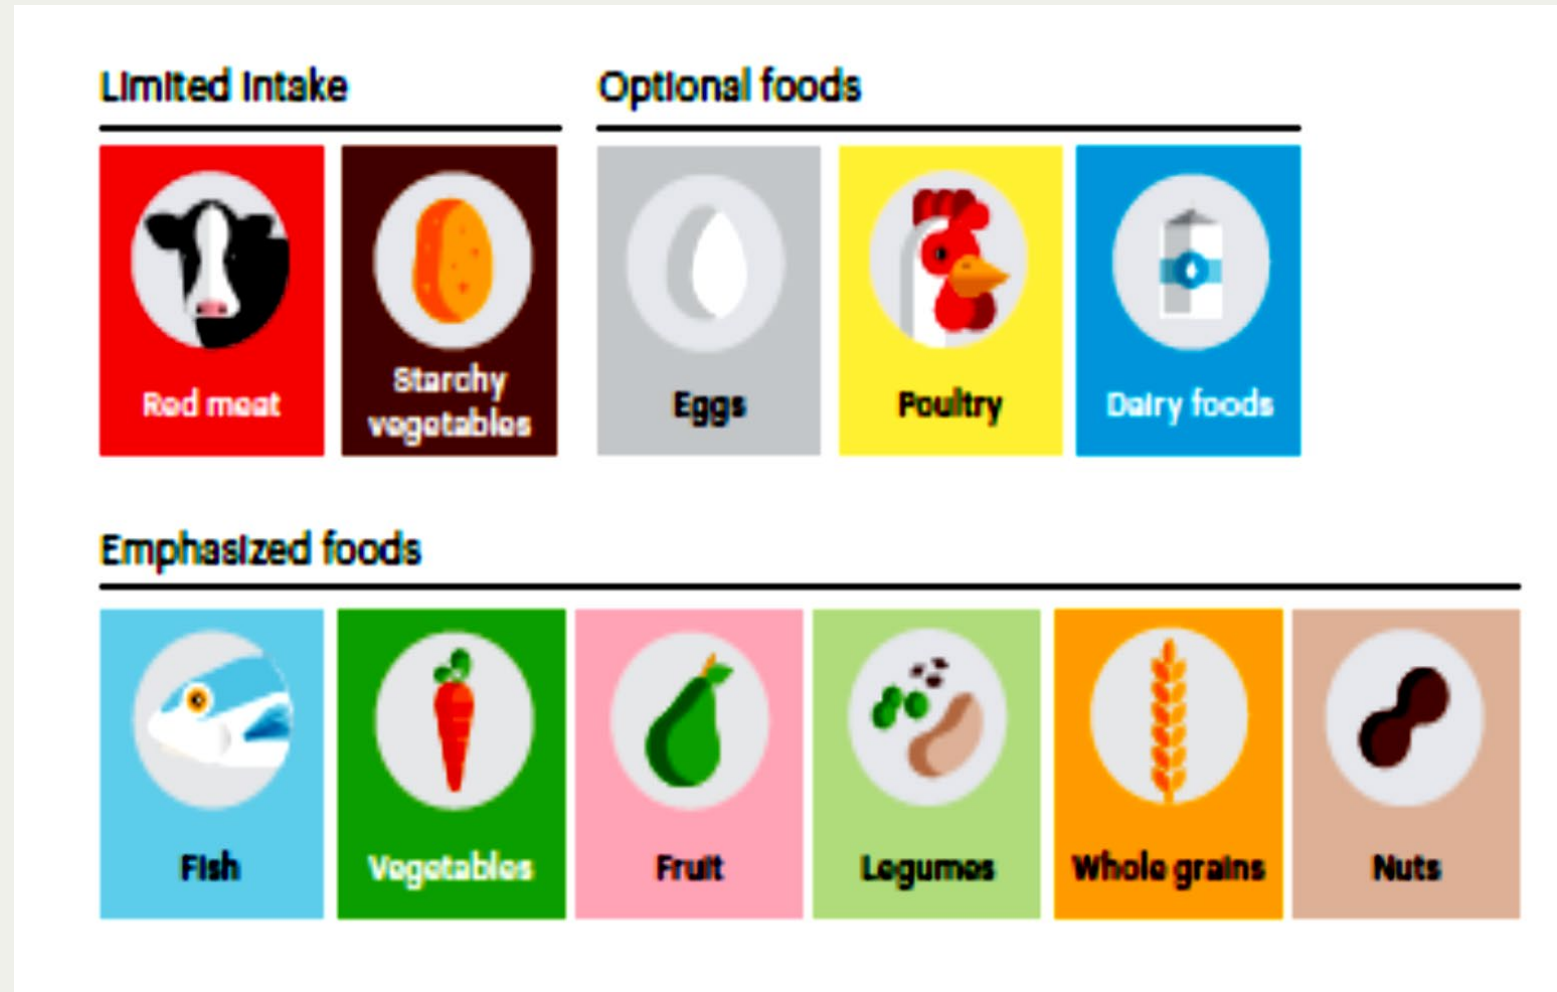 Limited intake
Optional foods
Red meat
Starchy
vegetables
Eggs
Poultry
Dairy foods
Emphasized foods
Fish
Vegetables
Fruit
Legumes
Whole grains
Nuts